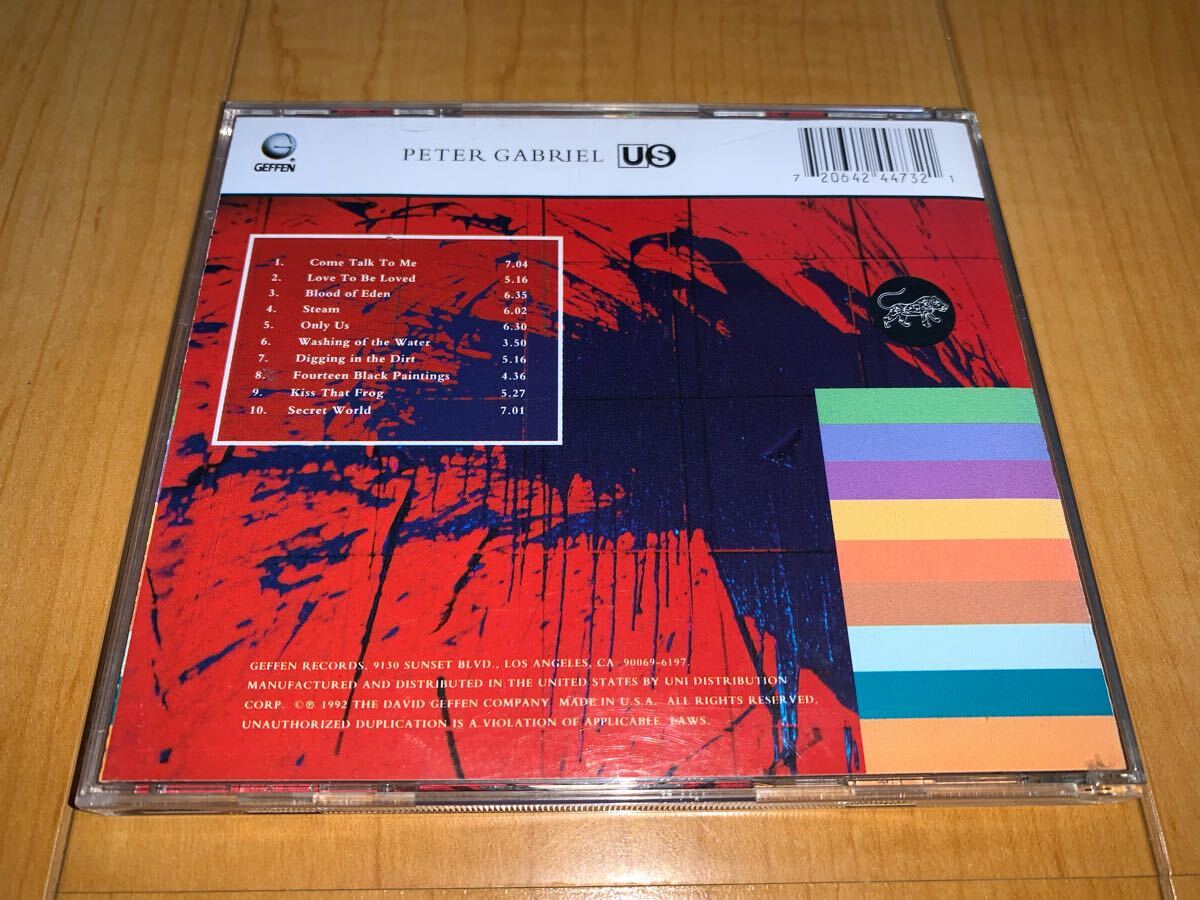 GEFFEN®
PETER GABRIEL US
7 20642 44732 1
1. Come Talk To Me 7.04
2. Love To Be Loved 5.16
3. Blood of Eden 6.35
4. Steam 6.02
5. Only Us 6.30
6. Washing of the Water 3.50
7. Digging in the Dirt 5.16
8. Fourteen Black Paintings 4.36
9. Kiss That Frog 5.27
10. Secret World 7.01
GEFFEN RECORDS, 9130 SUNSET BLVD., LOS ANGELES, CA 90069-6197.
MANUFACTURED AND DISTRIBUTED IN THE UNITED STATES BY UNI DISTRIBUTION
CORP. ©℗ 1992 THE DAVID GEFFEN COMPANY. MADE IN U.S.A. ALL RIGHTS RESERVED.
UNAUTHORIZED DUPLICATION IS A VIOLATION OF APPLICABLE LAWS.